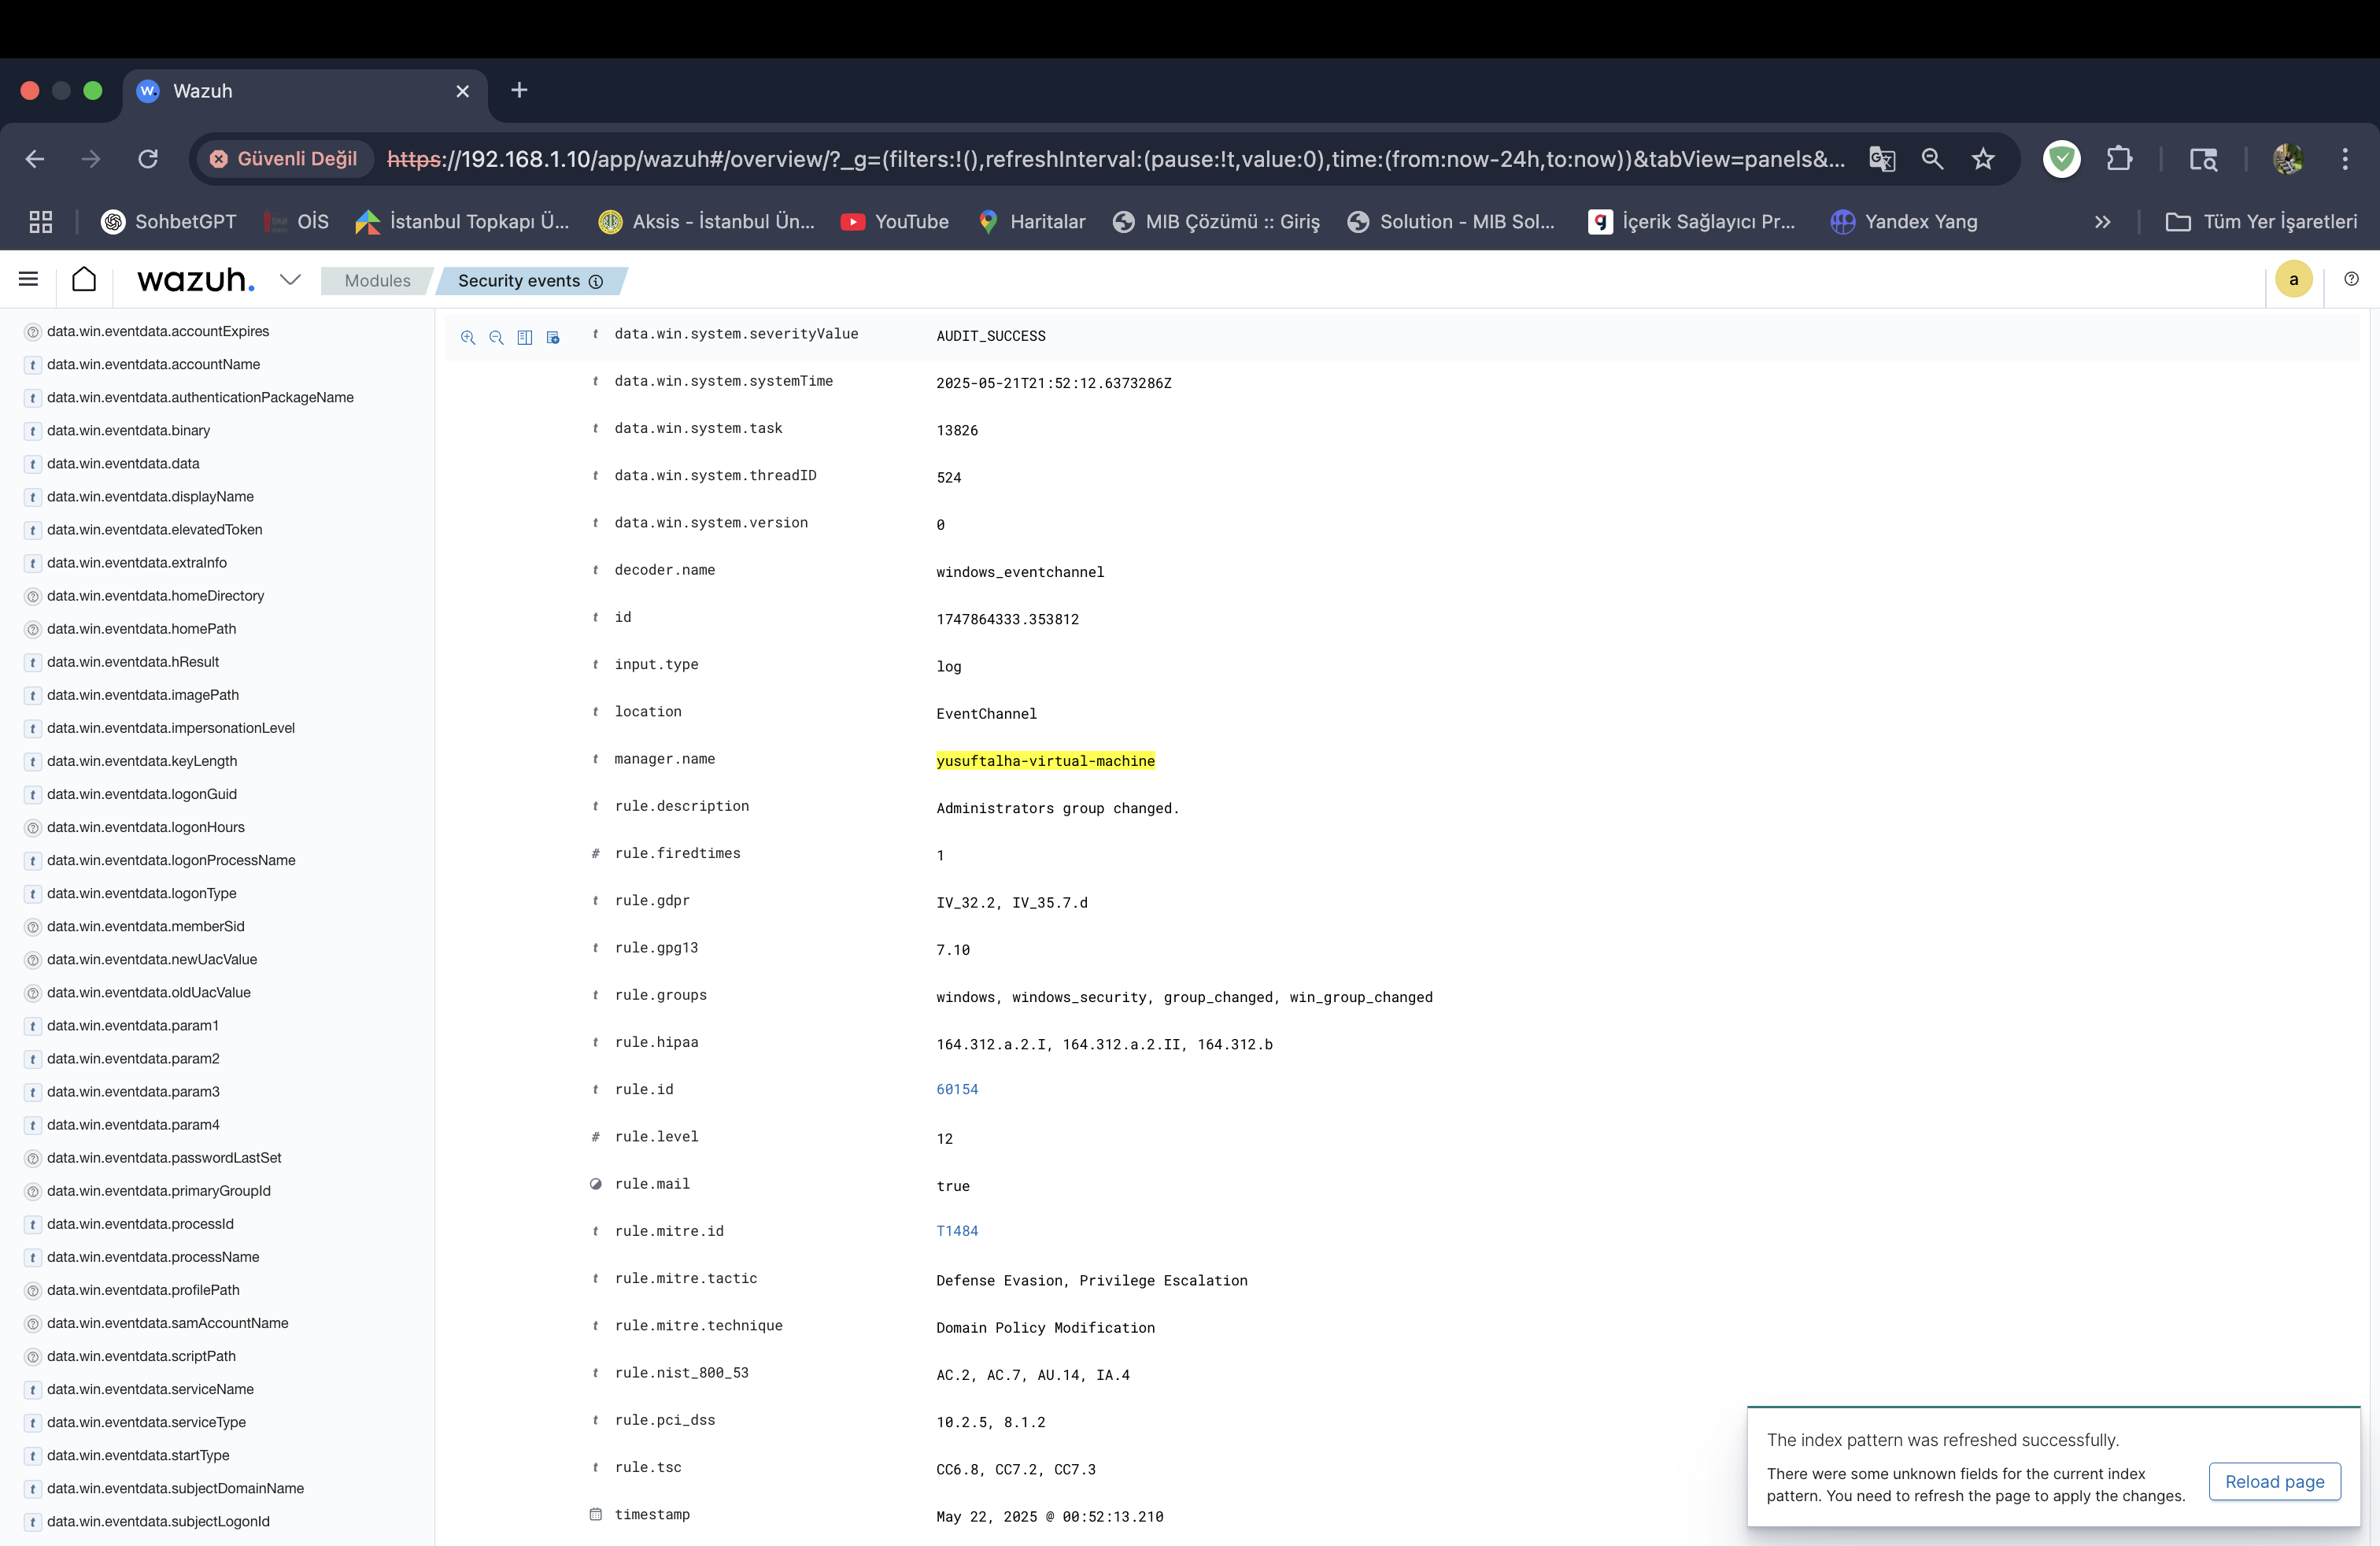 Wazuh
Güvenli Değil https://192.168.1.10/app/wazuh#/overview/?_g=(filters:!(),refreshInterval:(pause:!t,value:0),time:(from:now-24h,to:now))&tabView=panels&...
SohbetGPT OİS İstanbul Topkapı Ü... Aksis - İstanbul Ün... YouTube Haritalar MIB Çözümü :: Giriş Solution - MIB Sol... İçerik Sağlayıcı Pr... Yandex Yang Tüm Yer İşaretleri
wazuh. Modules Security events a
data.win.eventdata.accountExpires
data.win.eventdata.accountName
data.win.eventdata.authenticationPackageName
data.win.eventdata.binary
data.win.eventdata.data
data.win.eventdata.displayName
data.win.eventdata.elevatedToken
data.win.eventdata.extraInfo
data.win.eventdata.homeDirectory
data.win.eventdata.homePath
data.win.eventdata.hResult
data.win.eventdata.imagePath
data.win.eventdata.impersonationLevel
data.win.eventdata.keyLength
data.win.eventdata.logonGuid
data.win.eventdata.logonHours
data.win.eventdata.logonProcessName
data.win.eventdata.logonType
data.win.eventdata.memberSid
data.win.eventdata.newUacValue
data.win.eventdata.oldUacValue
data.win.eventdata.param1
data.win.eventdata.param2
data.win.eventdata.param3
data.win.eventdata.param4
data.win.eventdata.passwordLastSet
data.win.eventdata.primaryGroupId
data.win.eventdata.processId
data.win.eventdata.processName
data.win.eventdata.profilePath
data.win.eventdata.samAccountName
data.win.eventdata.scriptPath
data.win.eventdata.serviceName
data.win.eventdata.serviceType
data.win.eventdata.startType
data.win.eventdata.subjectDomainName
data.win.eventdata.subjectLogonId
t data.win.system.severityValue AUDIT_SUCCESS
t data.win.system.systemTime 2025-05-21T21:52:12.6373286Z
t data.win.system.task 13826
t data.win.system.threadID 524
t data.win.system.version 0
t decoder.name windows_eventchannel
t id 1747864333.353812
t input.type log
t location EventChannel
t manager.name yusuftalha-virtual-machine
t rule.description Administrators group changed.
# rule.firedtimes 1
t rule.gdpr IV_32.2, IV_35.7.d
t rule.gpg13 7.10
t rule.groups windows, windows_security, group_changed, win_group_changed
t rule.hipaa 164.312.a.2.I, 164.312.a.2.II, 164.312.b
t rule.id 60154
# rule.level 12
rule.mail true
t rule.mitre.id T1484
t rule.mitre.tactic Defense Evasion, Privilege Escalation
t rule.mitre.technique Domain Policy Modification
t rule.nist_800_53 AC.2, AC.7, AU.14, IA.4
t rule.pci_dss 10.2.5, 8.1.2
t rule.tsc CC6.8, CC7.2, CC7.3
timestamp May 22, 2025 @ 00:52:13.210
The index pattern was refreshed successfully.
There were some unknown fields for the current index
pattern. You need to refresh the page to apply the changes.
Reload page